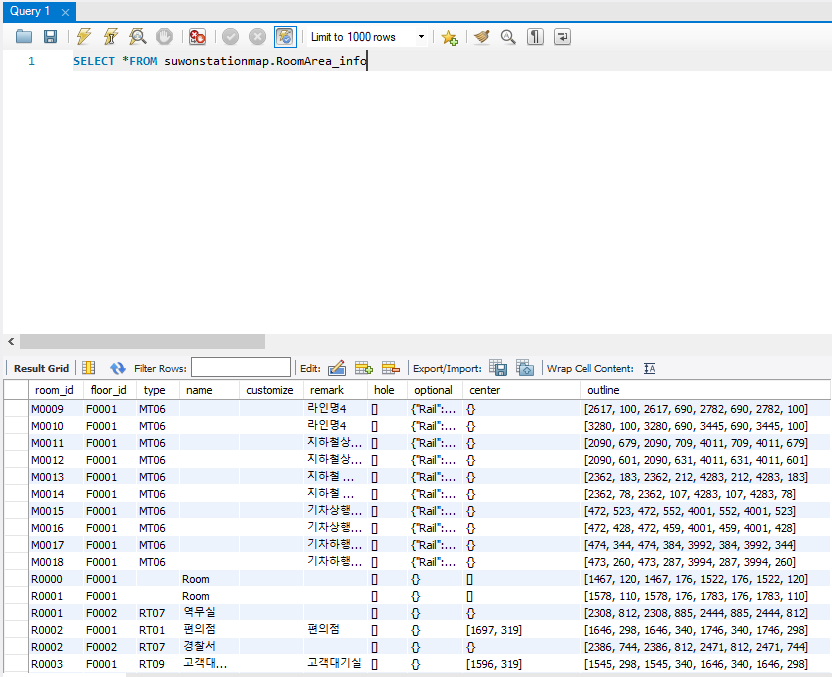 Query 1
Limit to 1000 rows
1 SELECT *FROM suwonstationmap.RoomArea_info
Result Grid Filter Rows: Edit: Export/Import: Wrap Cell Content:
room_id floor_id type name customize remark hole optional center outline
M0009 F0001 MT06 라인명4 [] {"Rail":... {} [2617, 100, 2617, 690, 2782, 690, 2782, 100]
M0010 F0001 MT06 라인명4 [] {"Rail":... {} [3280, 100, 3280, 690, 3445, 690, 3445, 100]
M0011 F0001 MT06 지하철상... [] {"Rail":... {} [2090, 679, 2090, 709, 4011, 709, 4011, 679]
M0012 F0001 MT06 지하철상... [] {"Rail":... {} [2090, 601, 2090, 631, 4011, 631, 4011, 601]
M0013 F0001 MT06 지하철 ... [] {"Rail":... {} [2362, 183, 2362, 212, 4283, 212, 4283, 183]
M0014 F0001 MT06 지하철 ... [] {"Rail":... {} [2362, 78, 2362, 107, 4283, 107, 4283, 78]
M0015 F0001 MT06 기차상행... [] {"Rail":... {} [472, 523, 472, 552, 4001, 552, 4001, 523]
M0016 F0001 MT06 기차상행... [] {"Rail":... {} [472, 428, 472, 459, 4001, 459, 4001, 428]
M0017 F0001 MT06 기차하행... [] {"Rail":... {} [474, 344, 474, 384, 3992, 384, 3992, 344]
M0018 F0001 MT06 기차하행... [] {"Rail":... {} [473, 260, 473, 287, 3994, 287, 3994, 260]
R0000 F0001 Room [] {} [] [1467, 120, 1467, 176, 1522, 176, 1522, 120]
R0001 F0001 Room [] {} [] [1578, 110, 1578, 176, 1783, 176, 1783, 110]
R0001 F0002 RT07 역무실 [] {} {} [2308, 812, 2308, 885, 2444, 885, 2444, 812]
R0002 F0001 RT01 편의점 편의점 [] {} [1697, 319] [1646, 298, 1646, 340, 1746, 340, 1746, 298]
R0002 F0002 RT07 경찰서 [] {} {} [2386, 744, 2386, 812, 2471, 812, 2471, 744]
R0003 F0001 RT09 고객대... 고객대기실 [] {} [1596, 319] [1545, 298, 1545, 340, 1646, 340, 1646, 298]